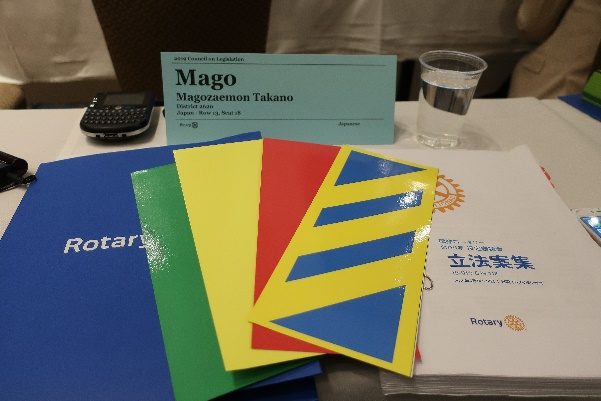 2019 Council on Legislation
Mago
Magozaemon Takano
District 2620
Japan - Row 13, Seat 18
Rotary
Japanese
Rotary
立法案集
Rotary